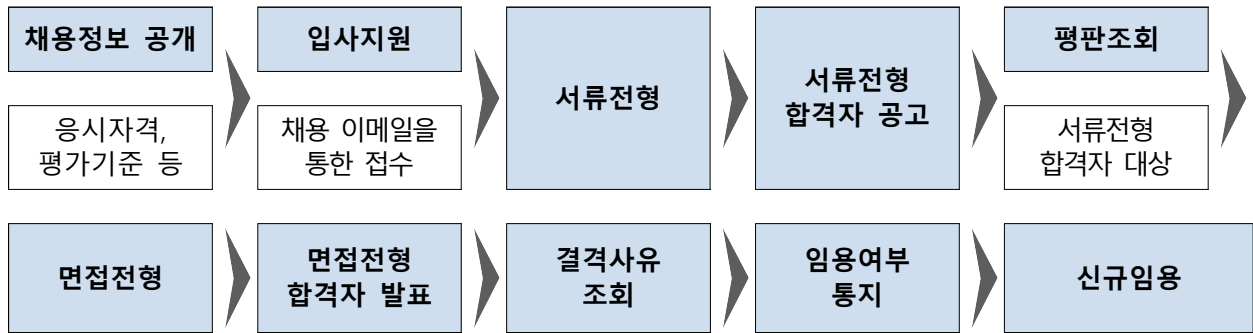 채용정보 공개
응시자격,
평가기준 등
입사지원
채용 이메일을
통한 접수
서류전형
서류전형
합격자 공고
평판조회
서류전형
합격자 대상
면접전형
면접전형
합격자 발표
결격사유
조회
임용여부
통지
신규임용